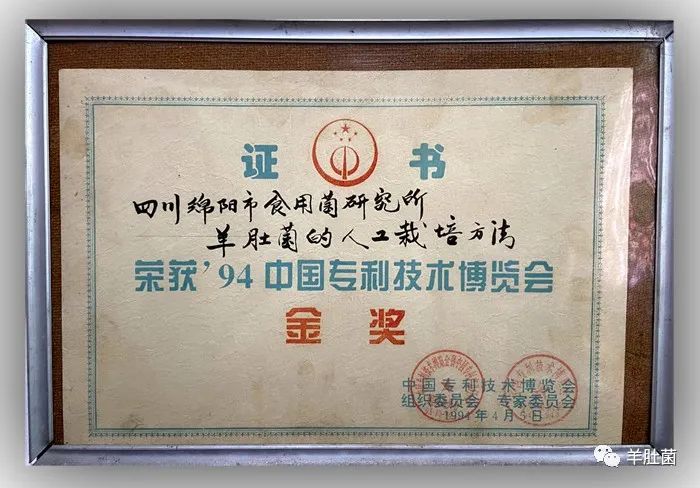 证书
四川绵阳市食用菌研究所
羊肚菌的人工栽培方法
荣获'94中国专利技术博览会
金奖
中国专利技术博览会
组织委员会 专家委员会
1994年4月5日
羊肚菌